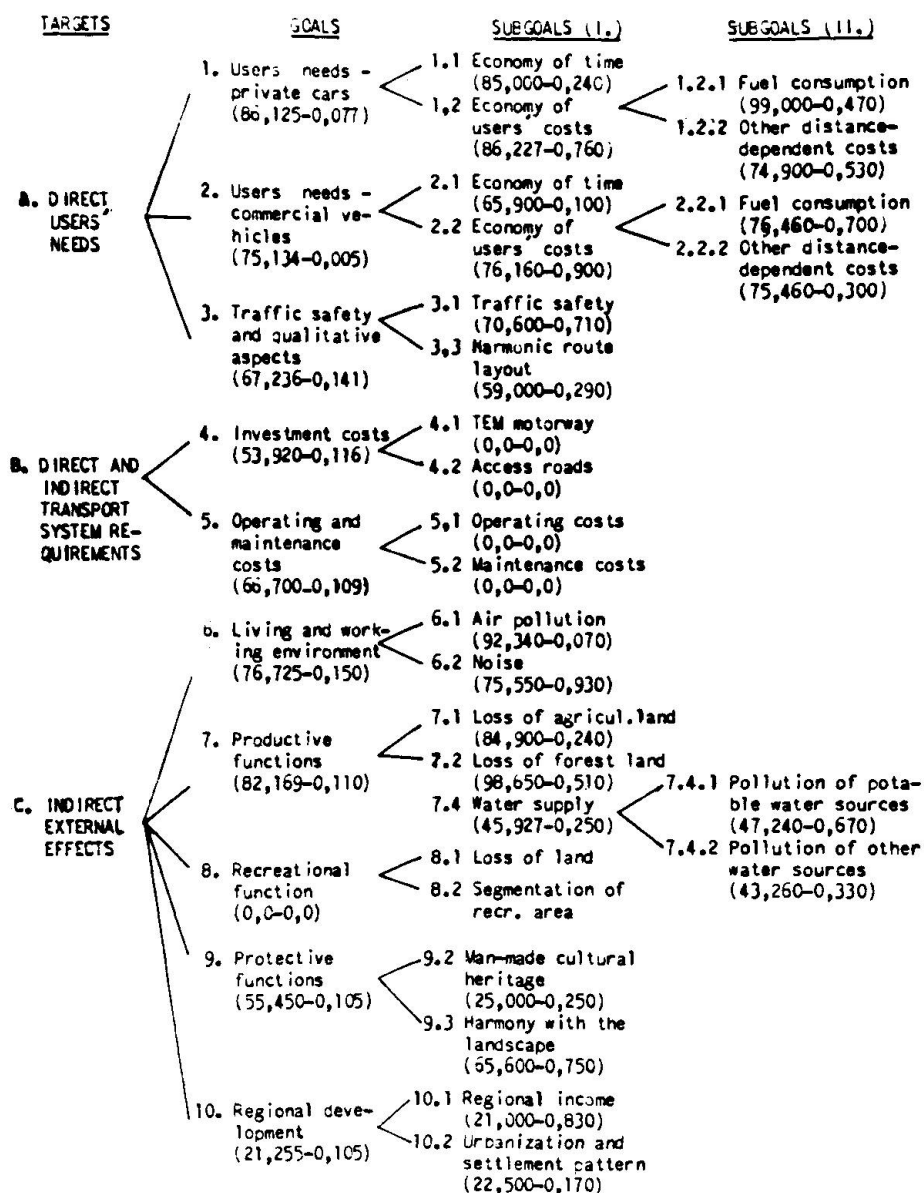 TARGETS GOALS SUBGOALS (I.) SUBGOALS (II.)
A. DIRECT
USERS"
NEEDS
1. Users needs -
private cars
(86,125-0,077)
1.1 Economy of time
(85,000-0,240)
1,2 Economy of
users" costs
(86,227-0,760)
1.2.1 Fuel consumption
(99,000-0,470)
1.2.2 Other distance-
dependent costs
(74,900-0,530)
2. Users needs -
commercial ve-
hicles
(75,134-0,005)
2.1 Economy of time
(65,900-0,100)
2.2 Economy of
users" costs
(76,160-0,900)
2.2.1 Fuel consumption
(76,460-0,700)
2.2.2 Other distance-
dependent costs
(75,460-0,300)
3. Traffic safety
and qualitative
aspects
(67,236-0,141)
3.1 Traffic safety
(70,600-0,710)
3,3 Harmonic route
layout
(59,000-0,290)
B. DIRECT AND
INDIRECT
TRANSPORT
SYSTEM RE-
QUIREMENTS
4. Investment costs
(53,920-0,116)
4.1 TEM motorway
(0,0-0,0)
4.2 Access roads
(0,0-0,0)
5. Operating and
maintenance
costs
(66,700-0,109)
5,1 Operating costs
(0,0-0,0)
5.2 Maintenance costs
(0,0-0,0)
C. INDIRECT
EXTERNAL
EFFECTS
6. Living and work-
ing environment
(76,725-0,150)
6.1 Air pollution
(92,340-0,070)
6.2 Noise
(75,550-0,930)
7. Productive
functions
(82,169-0,110)
7.1 Loss of agricul.land
(84,900-0,240)
7.2 Loss of forest land
(98,650-0,510)
7.4 Water supply
(45,927-0,250)
7.4.1 Pollution of pota-
ble water sources
(47,240-0,670)
7.4.2 Pollution of other
water sources
(43,260-0,330)
8. Recreational
function
(0,0-0,0)
8.1 Loss of land
8.2 Segmentation of
recr. area
9. Protective
functions
(55,450-0,105)
9.2 Man-made cultural
heritage
(25,000-0,250)
9.3 Harmony with the
landscape
(65,600-0,750)
10. Regional deve-
lopment
(21,255-0,105)
10.1 Regional income
(21,000-0,830)
10.2 Urbanization and
settlement pattern
(22,500-0,170)